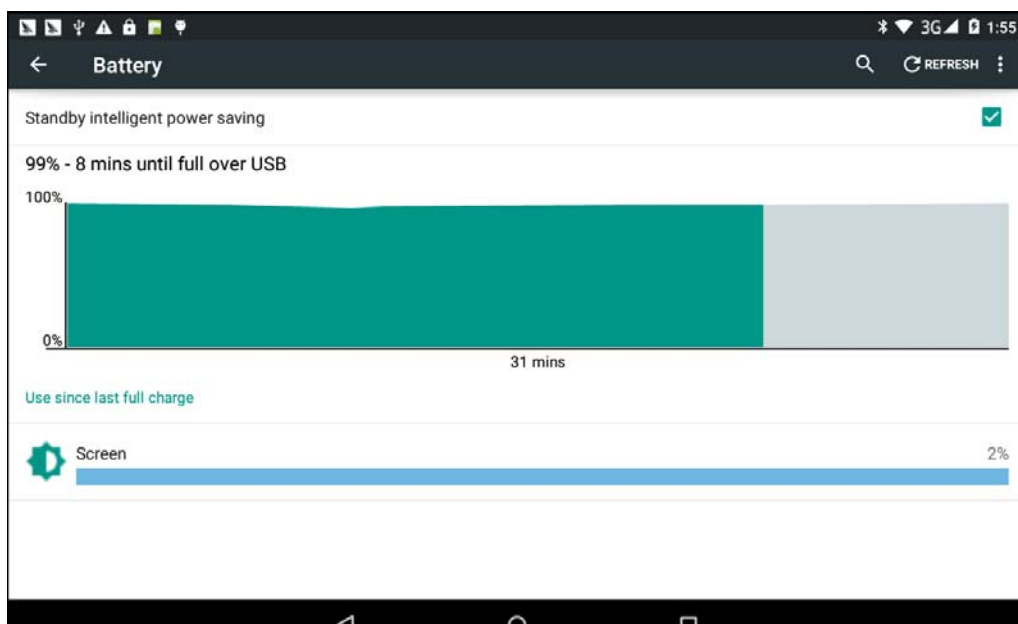 3G 1:55
Battery REFRESH
Standby intelligent power saving
99% - 8 mins until full over USB
100%
0%
31 mins
Use since last full charge
Screen 2%